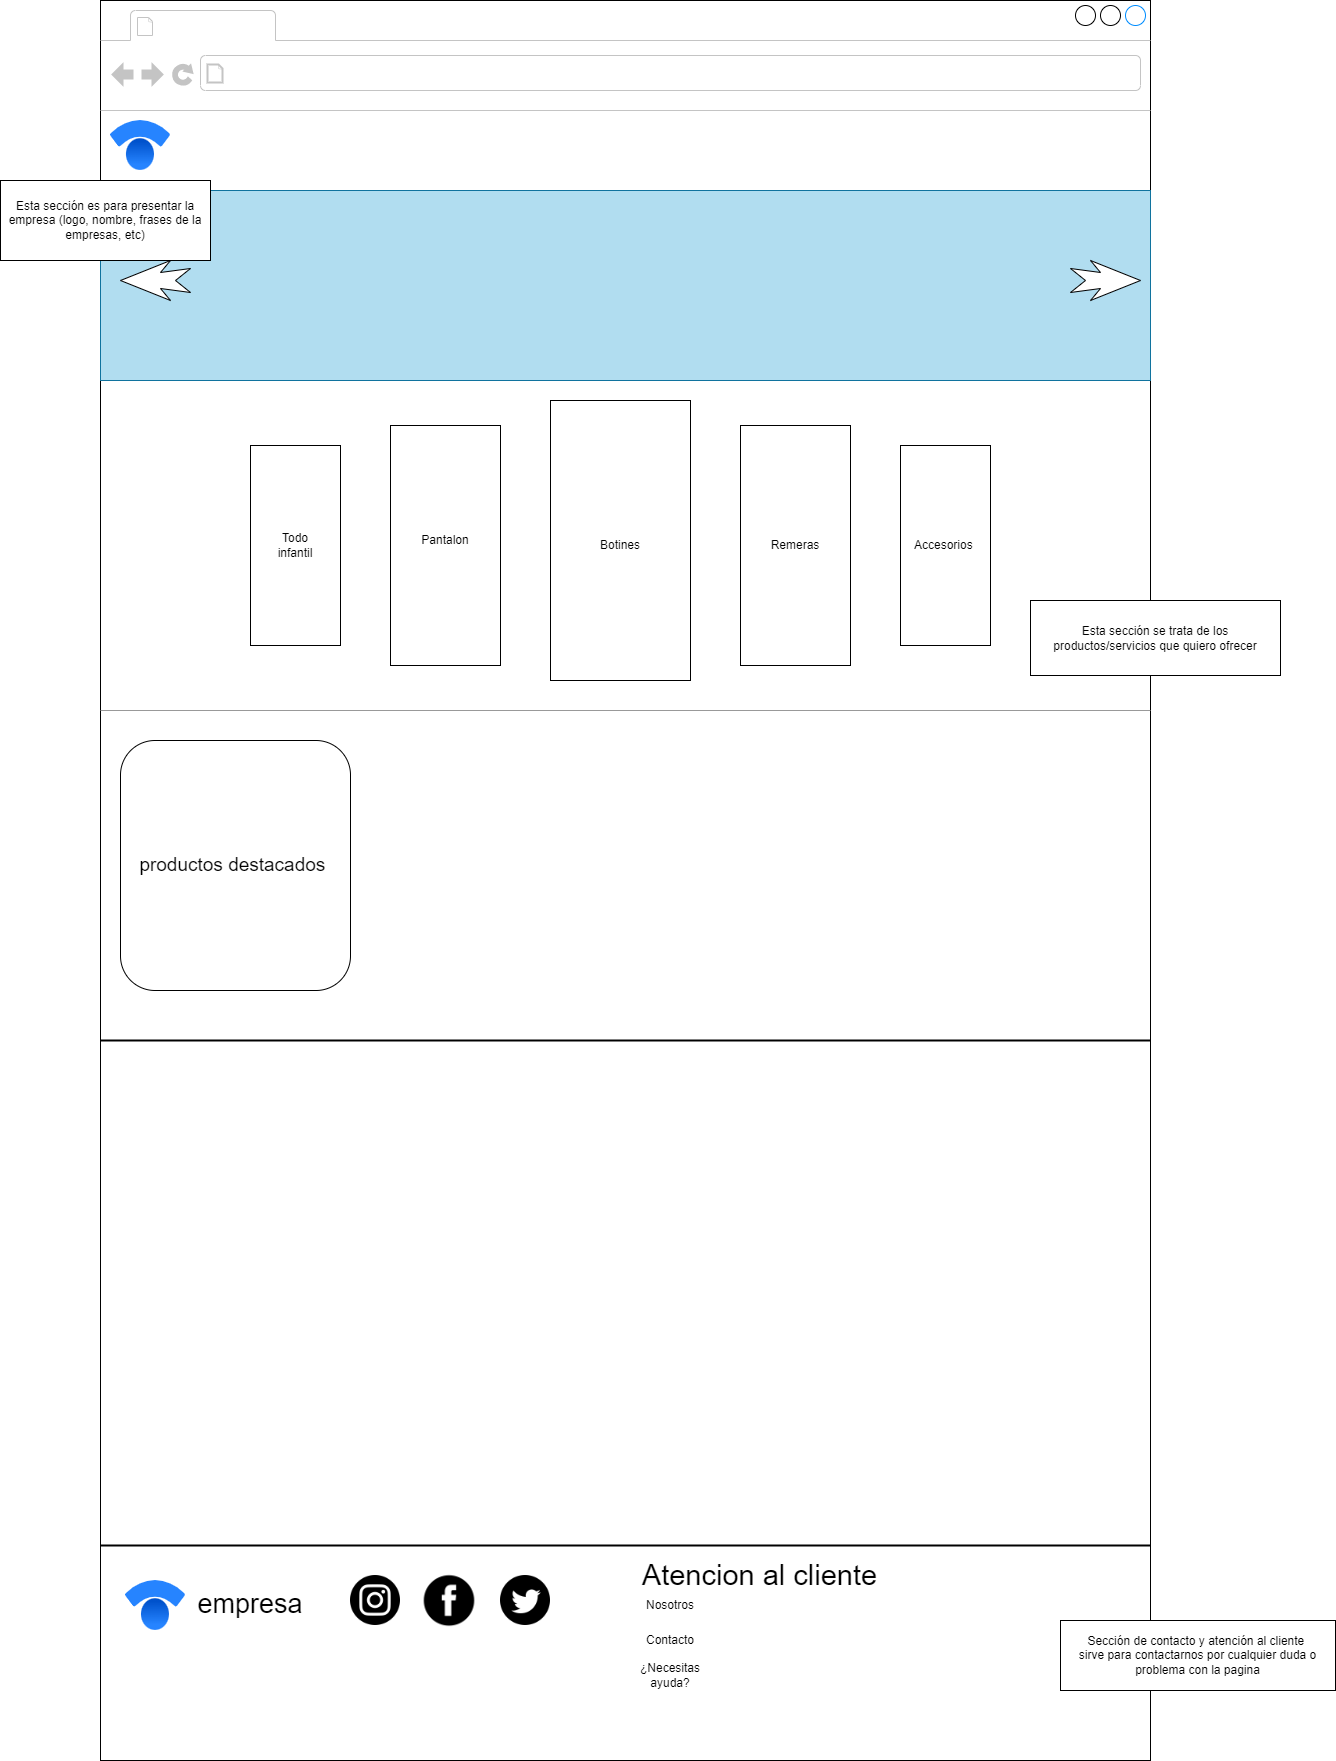 Esta sección es para presentar la
empresa (logo, nombre, frases de la
empresas, etc)
Todo
infantil
Pantalon
Botines
Remeras
Accesorios
Esta sección se trata de los
productos/servicios que quiero ofrecer
productos destacados
empresa
Atencion al cliente
Nosotros
Contacto
¿Necesitas
ayuda?
Sección de contacto y atención al cliente
sirve para contactarnos por cualquier duda o
problema con la pagina